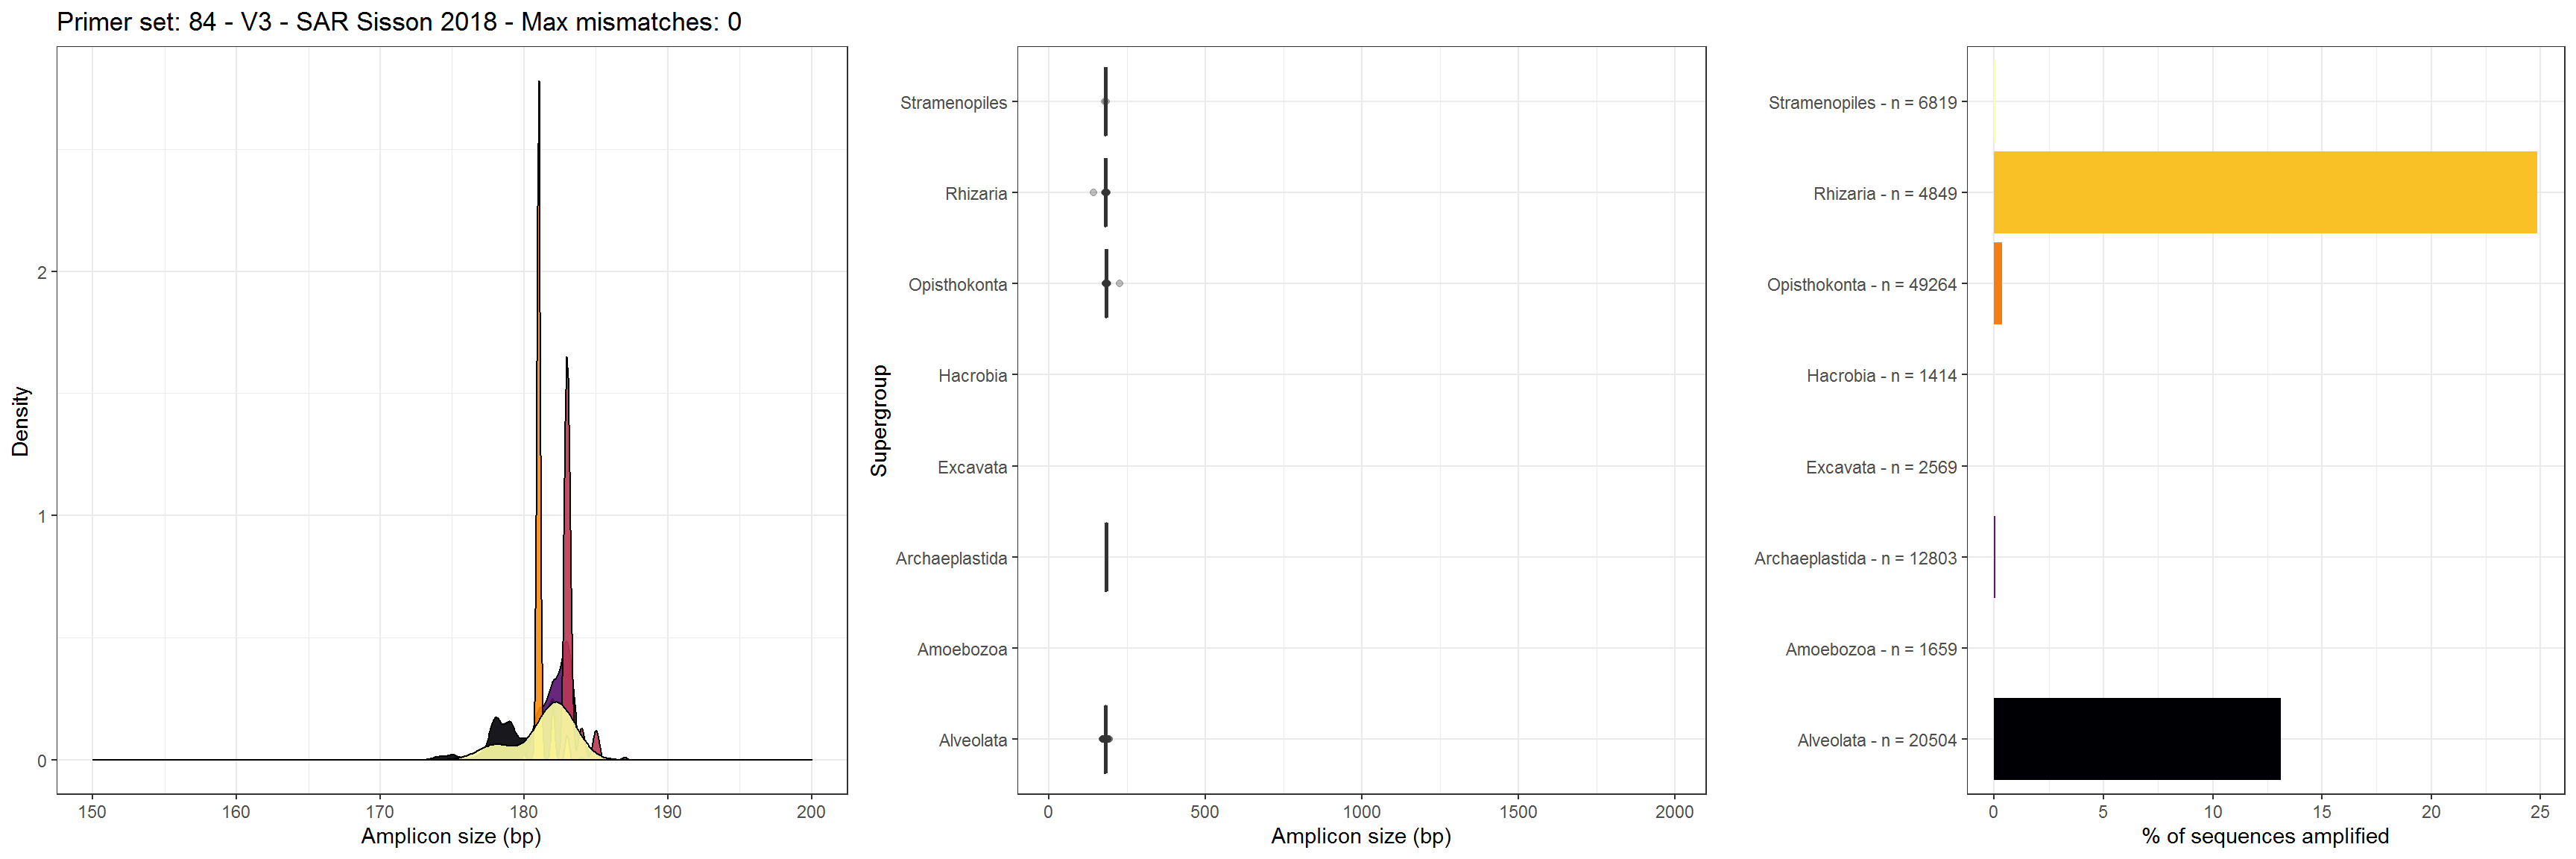 Primer set: 84 - V3 - SAR Sisson 2018 - Max mismatches: 0
Density
2
1
0
150 160 170 180 190 200
Amplicon size (bp)
Supergroup
Stramenopiles
Rhizaria
Opisthokonta
Hacrobia
Excavata
Archaeplastida
Amoebozoa
Alveolata
0 500 1000 1500 2000
Amplicon size (bp)
Stramenopiles - n = 6819
Rhizaria - n = 4849
Opisthokonta - n = 49264
Hacrobia - n = 1414
Excavata - n = 2569
Archaeplastida - n = 12803
Amoebozoa - n = 1659
Alveolata - n = 20504
0 5 10 15 20 25
% of sequences amplified